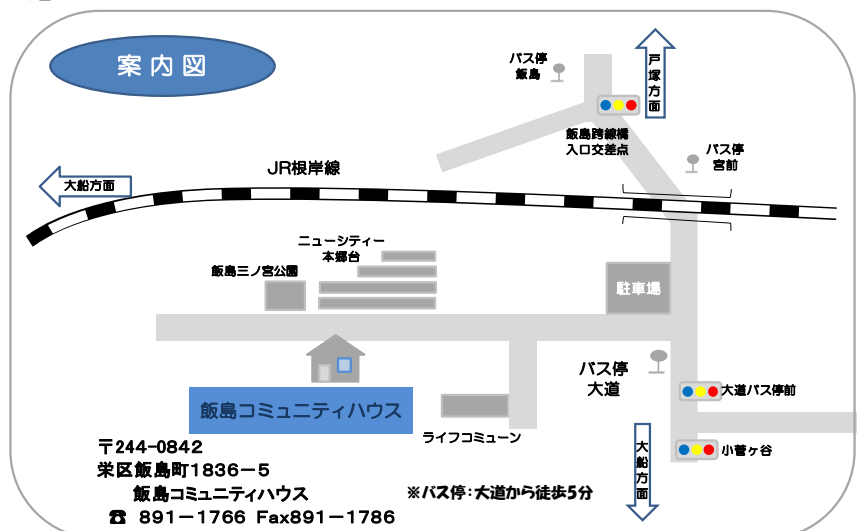 案内図
バス停
飯島
戸塚方面
飯島跨線橋
入口交差点
バス停
宮前
JR根岸線
大船方面
ニューシティー
本郷台
飯島三ノ宮公園
駐車場
バス停
大道
大道バス停前
飯島コミュニティハウス
ライフコミューン
小菅ヶ谷
大船方面
〒244-0842
栄区飯島町1836-5
飯島コミュニティハウス
※バス停:大道から徒歩5分
☎ 891-1766 Fax891-1786